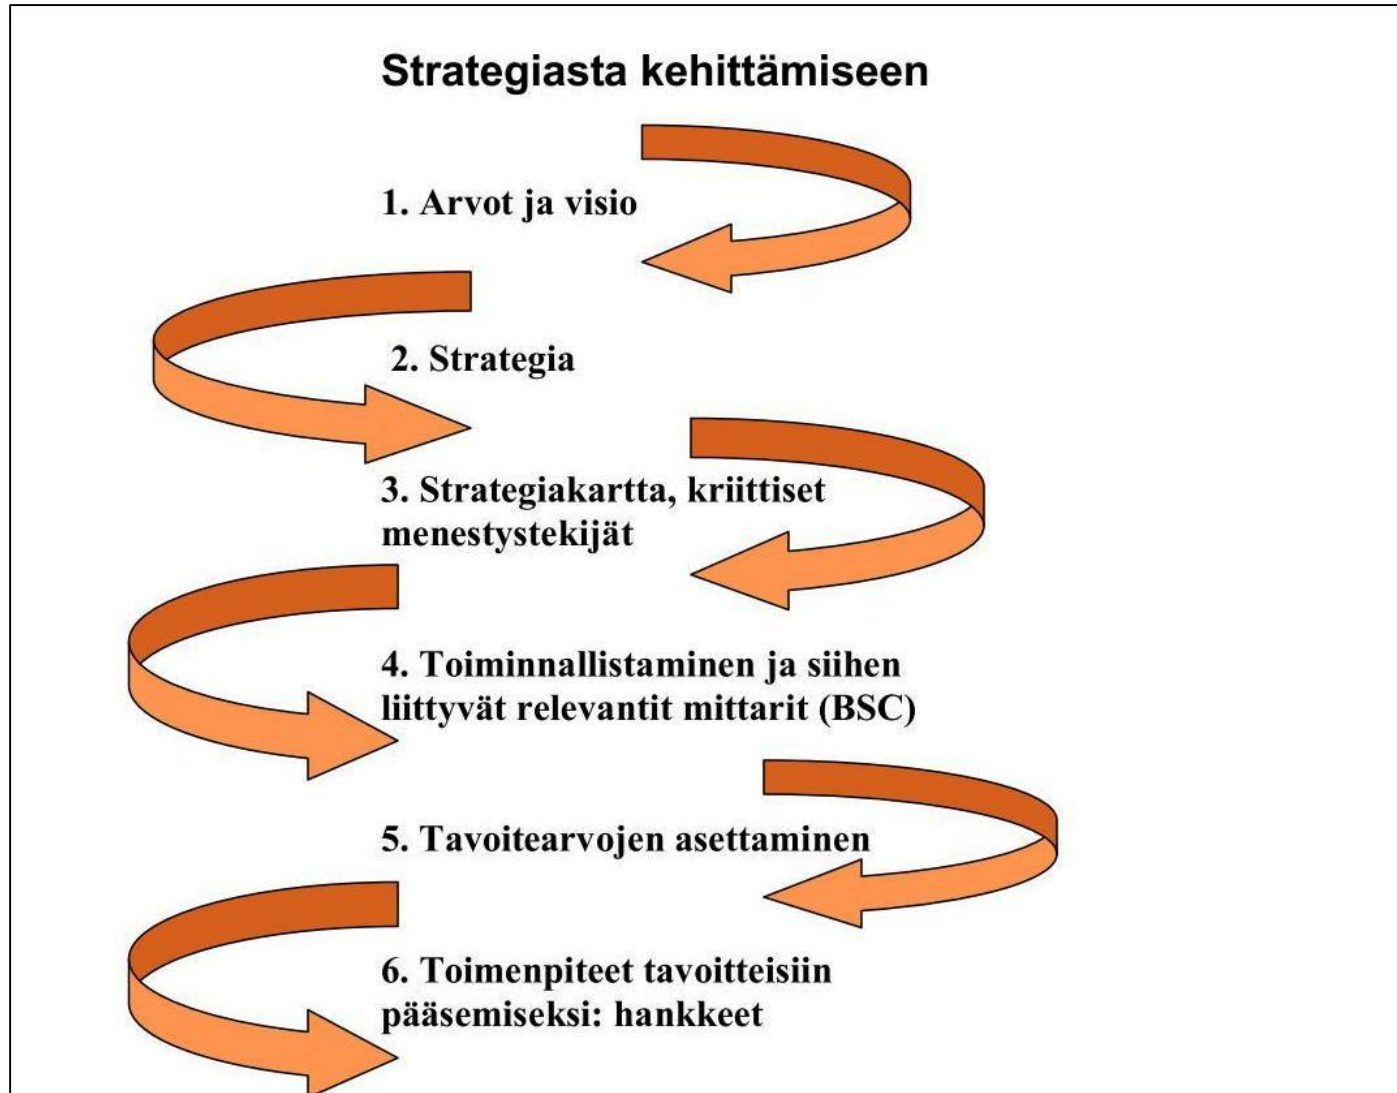 Strategiasta kehittämiseen
1. Arvot ja visio
2. Strategia
3. Strategiakartta, kriittiset
menestystekijät
4. Toiminnallistaminen ja siihen
liittyvät relevantit mittarit (BSC)
5. Tavoitearvojen asettaminen
6. Toimenpiteet tavoitteisiin
pääsemiseksi: hankkeet